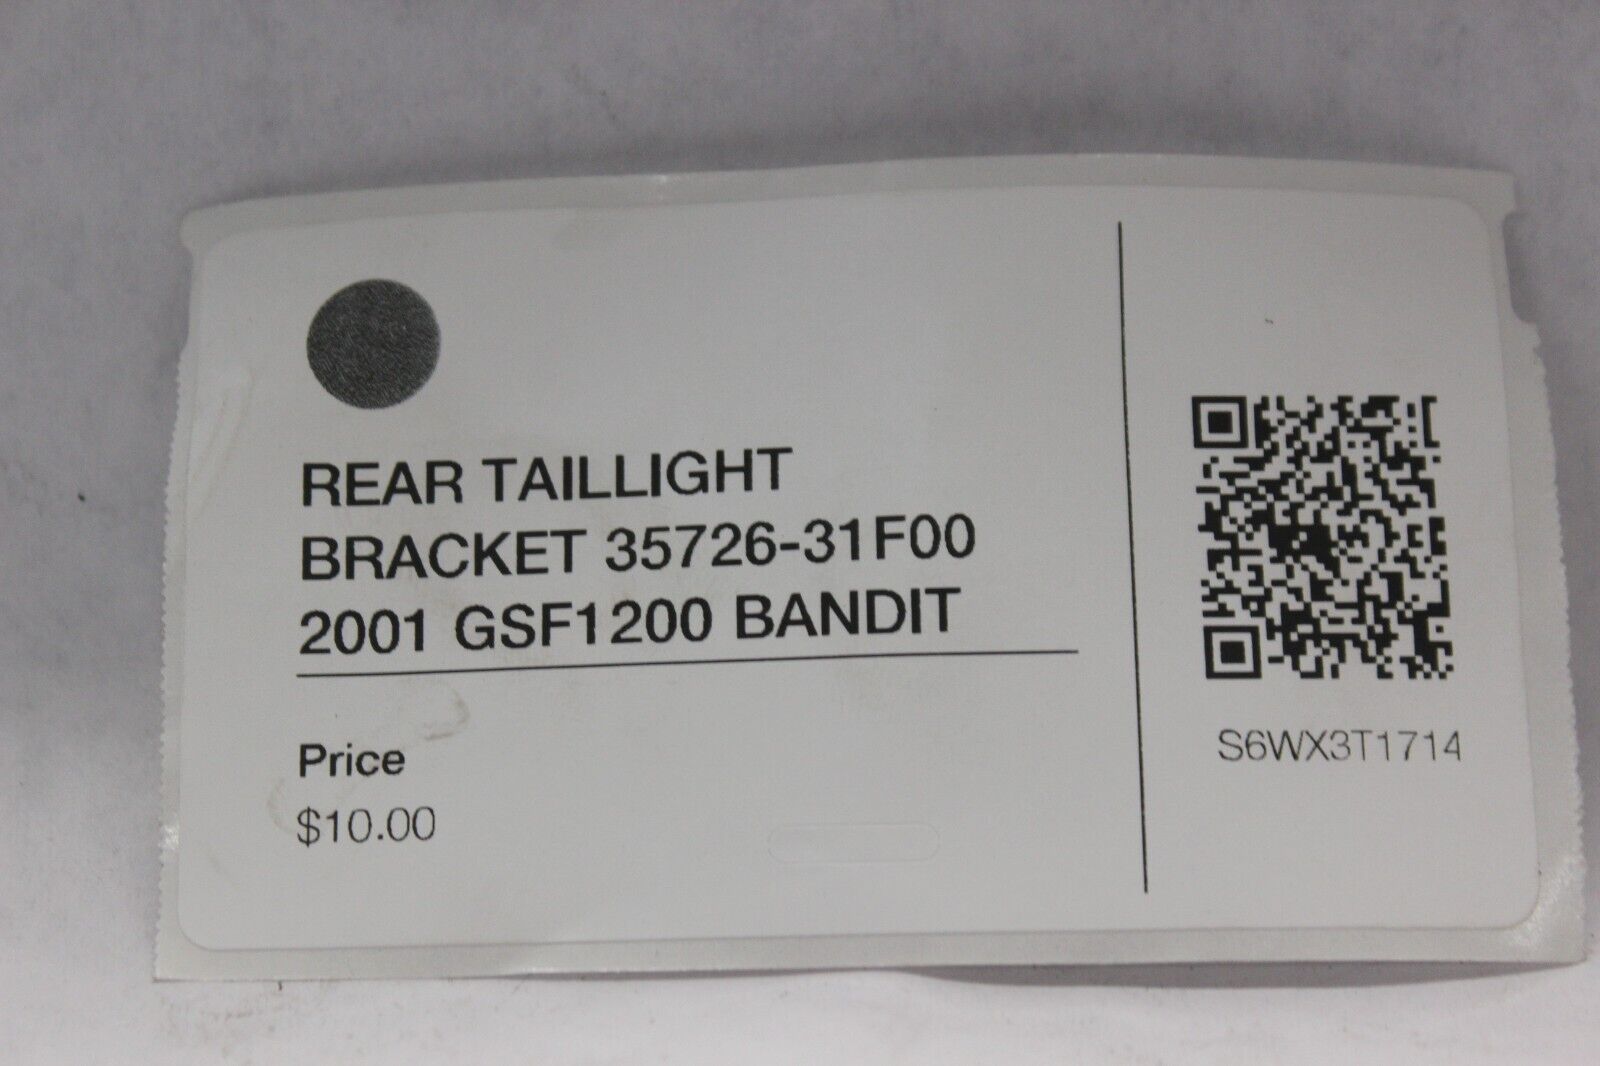 REAR TAILLIGHT
BRACKET 35726-31F00
2001 GSF1200 BANDIT
Price
$10.00
S6WX3T1714